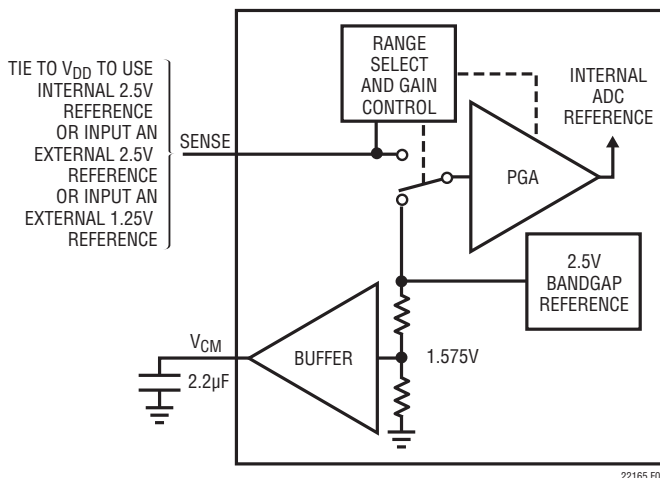 TIE TO VDD TO USE
INTERNAL 2.5V
REFERENCE
OR INPUT AN
EXTERNAL 2.5V
REFERENCE
OR INPUT AN
EXTERNAL 1.25V
REFERENCE
SENSE
RANGE
SELECT
AND GAIN
CONTROL
INTERNAL
ADC
REFERENCE
PGA
2.5V
BANDGAP
REFERENCE
VCM
BUFFER
1.575V
2.2µF